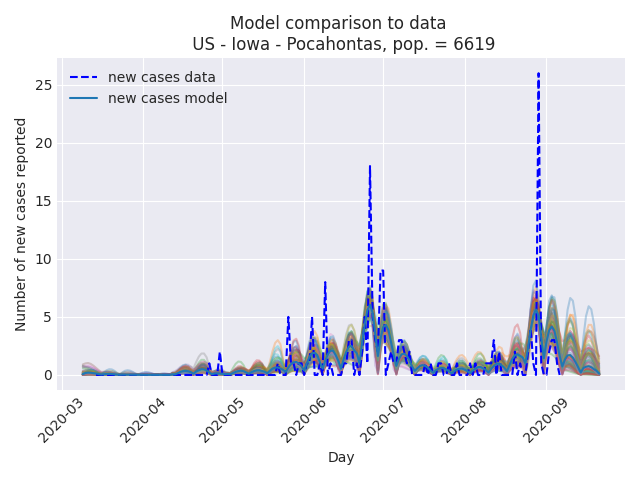 Model comparison to data
US - Iowa - Pocahontas, pop. = 6619
new cases data
new cases model
Number of new cases reported
25
20
15
10
5
0
2020-03
2020-04
2020-05
2020-06
2020-07
2020-08
2020-09
Day